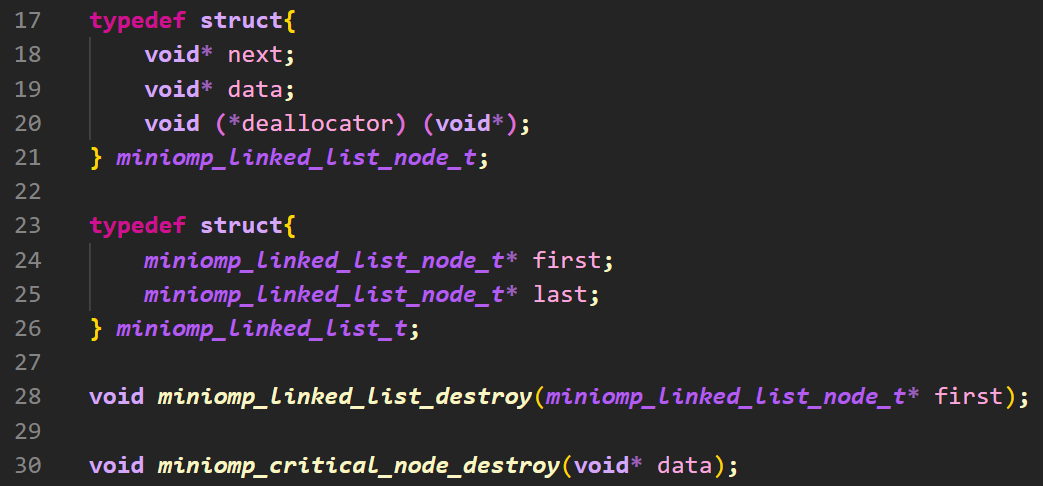 17 typedef struct{
18 void* next;
19 void* data;
20 void (*deallocator) (void*);
21 } miniomp_linked_list_node_t;
22
23 typedef struct{
24 miniomp_linked_list_node_t* first;
25 miniomp_linked_list_node_t* last;
26 } miniomp_linked_list_t;
27
28 void miniomp_linked_list_destroy(miniomp_linked_list_node_t* first);
29
30 void miniomp_critical_node_destroy(void* data);